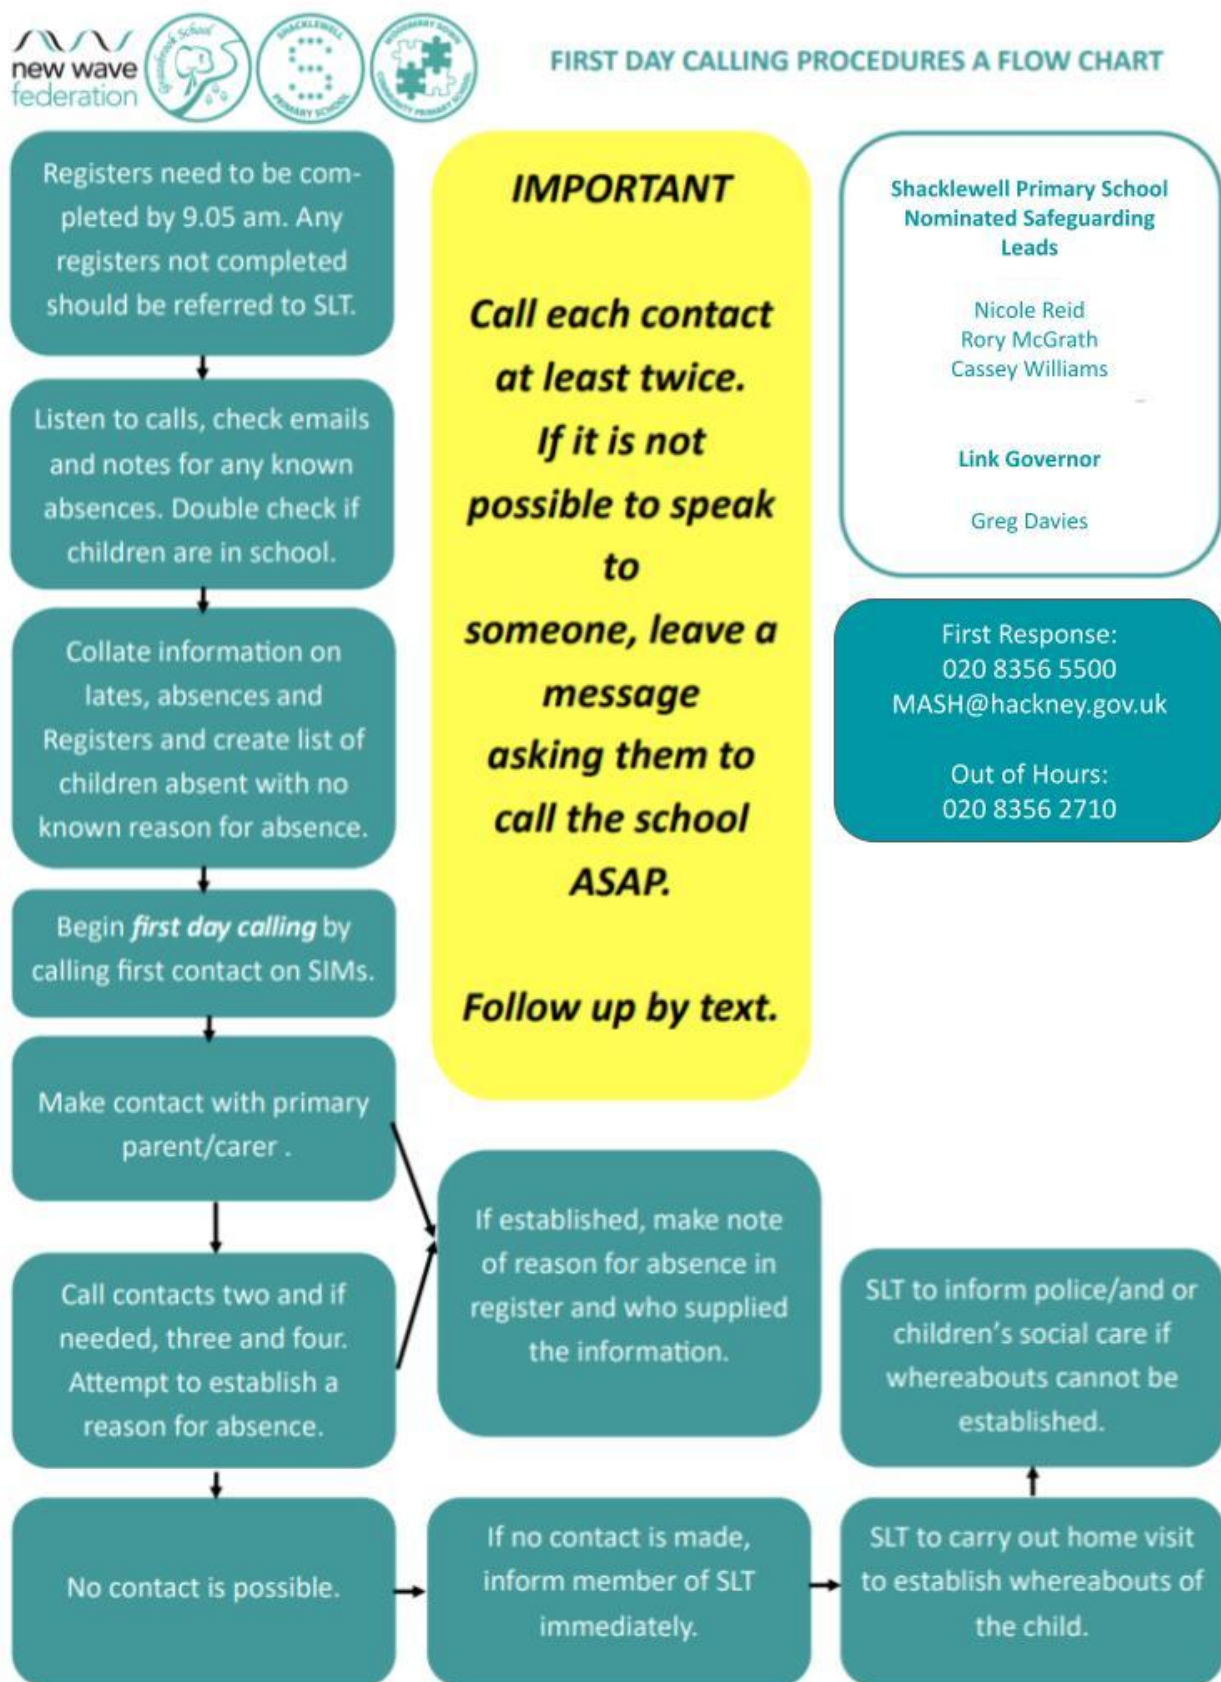 new wave
federation
Grazebrook School
SHACKLEWELL
S
PRIMARY SCHOOL
WOODBERRY DOWN
COMMUNITY PRIMARY SCHOOL
FIRST DAY CALLING PROCEDURES A FLOW CHART
Registers need to be com-
pleted by 9.05 am. Any
registers not completed
should be referred to SLT.
Listen to calls, check emails
and notes for any known
absences. Double check if
children are in school.
Collate information on
lates, absences and
Registers and create list of
children absent with no
known reason for absence.
Begin first day calling by
calling first contact on SIMs.
Make contact with primary
parent/carer .
Call contacts two and if
needed, three and four.
Attempt to establish a
reason for absence.
No contact is possible.
IMPORTANT
Call each contact
at least twice.
If it is not
possible to speak
to
someone, leave a
message
asking them to
call the school
ASAP.
Follow up by text.
If established, make note
of reason for absence in
register and who supplied
the information.
If no contact is made,
inform member of SLT
immediately.
Shacklewell Primary School
Nominated Safeguarding
Leads
Nicole Reid
Rory McGrath
Cassey Williams
Link Governor
Greg Davies
First Response:
020 8356 5500
MASH@hackney.gov.uk
Out of Hours:
020 8356 2710
SLT to inform police/and or
children’s social care if
whereabouts cannot be
established.
SLT to carry out home visit
to establish whereabouts of
the child.